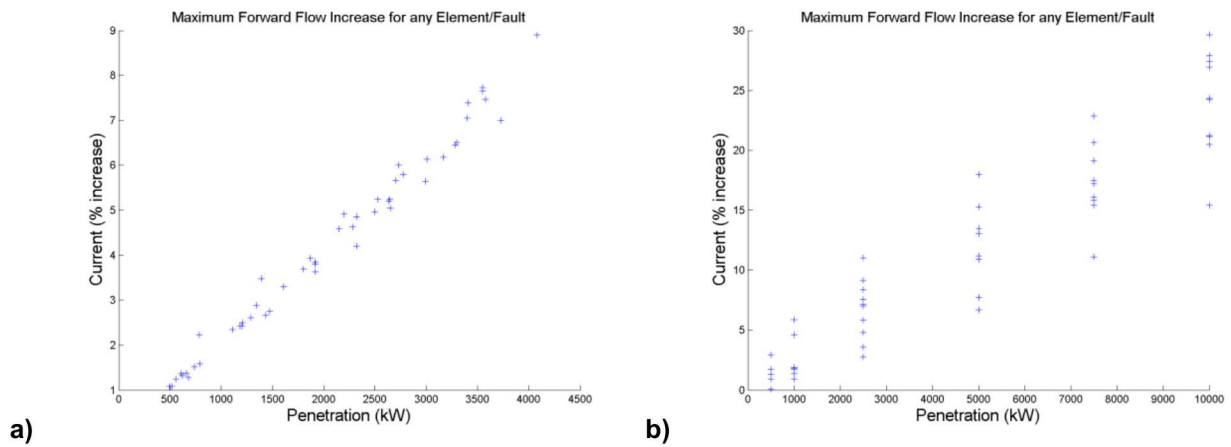 Maximum Forward Flow Increase for any Element/Fault
9
8
7
6
5
4
3
2
1
Current (% increase)
0 500 1000 1500 2000 2500 3000 3500 4000 4500
Penetration (kW)
a)
Maximum Forward Flow Increase for any Element/Fault
30
25
20
15
10
5
0
Current (% increase)
0 1000 2000 3000 4000 5000 6000 7000 8000 9000 10000
Penetration (kW)
b)